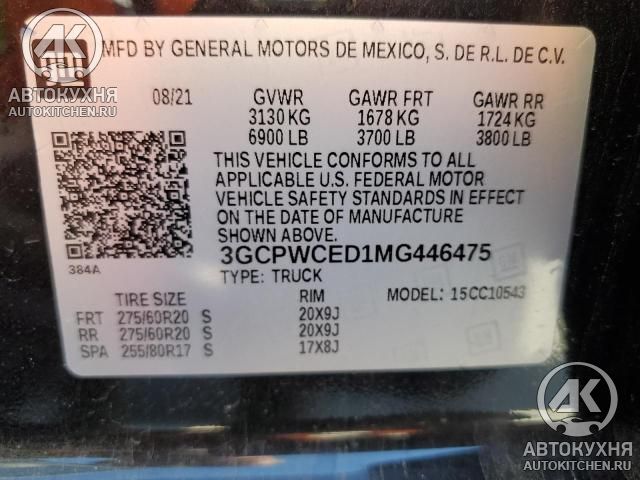 MFD BY GENERAL MOTORS DE MEXICO, S. DE R.L. DE C.V.
08/21 GVWR GAWR FRT GAWR RR
3130 KG 1678 KG 1724 KG
6900 LB 3700 LB 3800 LB
THIS VEHICLE CONFORMS TO ALL
APPLICABLE U.S. FEDERAL MOTOR
VEHICLE SAFETY STANDARDS IN EFFECT
ON THE DATE OF MANUFACTURE
SHOWN ABOVE
3GCPWCED1MG446475
384A
TYPE: TRUCK
MODEL: 15CC10543
TIRE SIZE RIM
FRT 275/60R20 S 20X9J
RR 275/60R20 S 20X9J
SPA 255/80R17 S 17X8J
АК
АВТОКУХНЯ
AUTOKITCHEN.RU
АК
АВТОКУХНЯ
AUTOKITCHEN.RU
GM